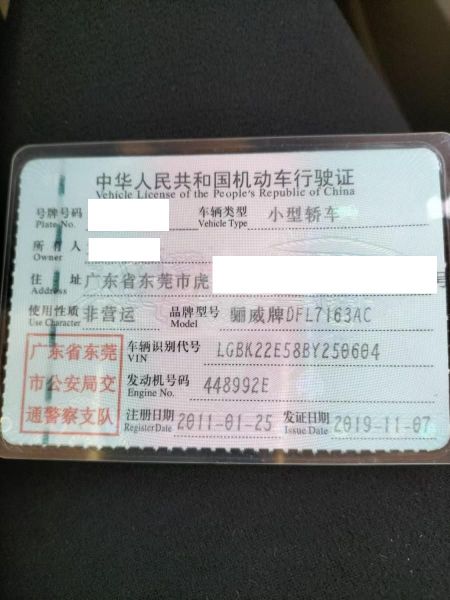 中华人民共和国机动车行驶证
Vehicle License of the People's Republic of China
号牌号码 车辆类型 小型轿车
Plate No. Vehicle Type
所有人
Owner
住址 广东省东莞市虎 号
Address
使用性质 非营运 品牌型号 骊威牌DFL7163AC
Use Character Model
广东省东莞 车辆识别代号 LGBK22E58BY250604
VIN
市公安局交 发动机号码 448992E
Engine No.
通警察支队 注册日期 2011-01-25 发证日期 2019-11-07
Register Date Issue Date